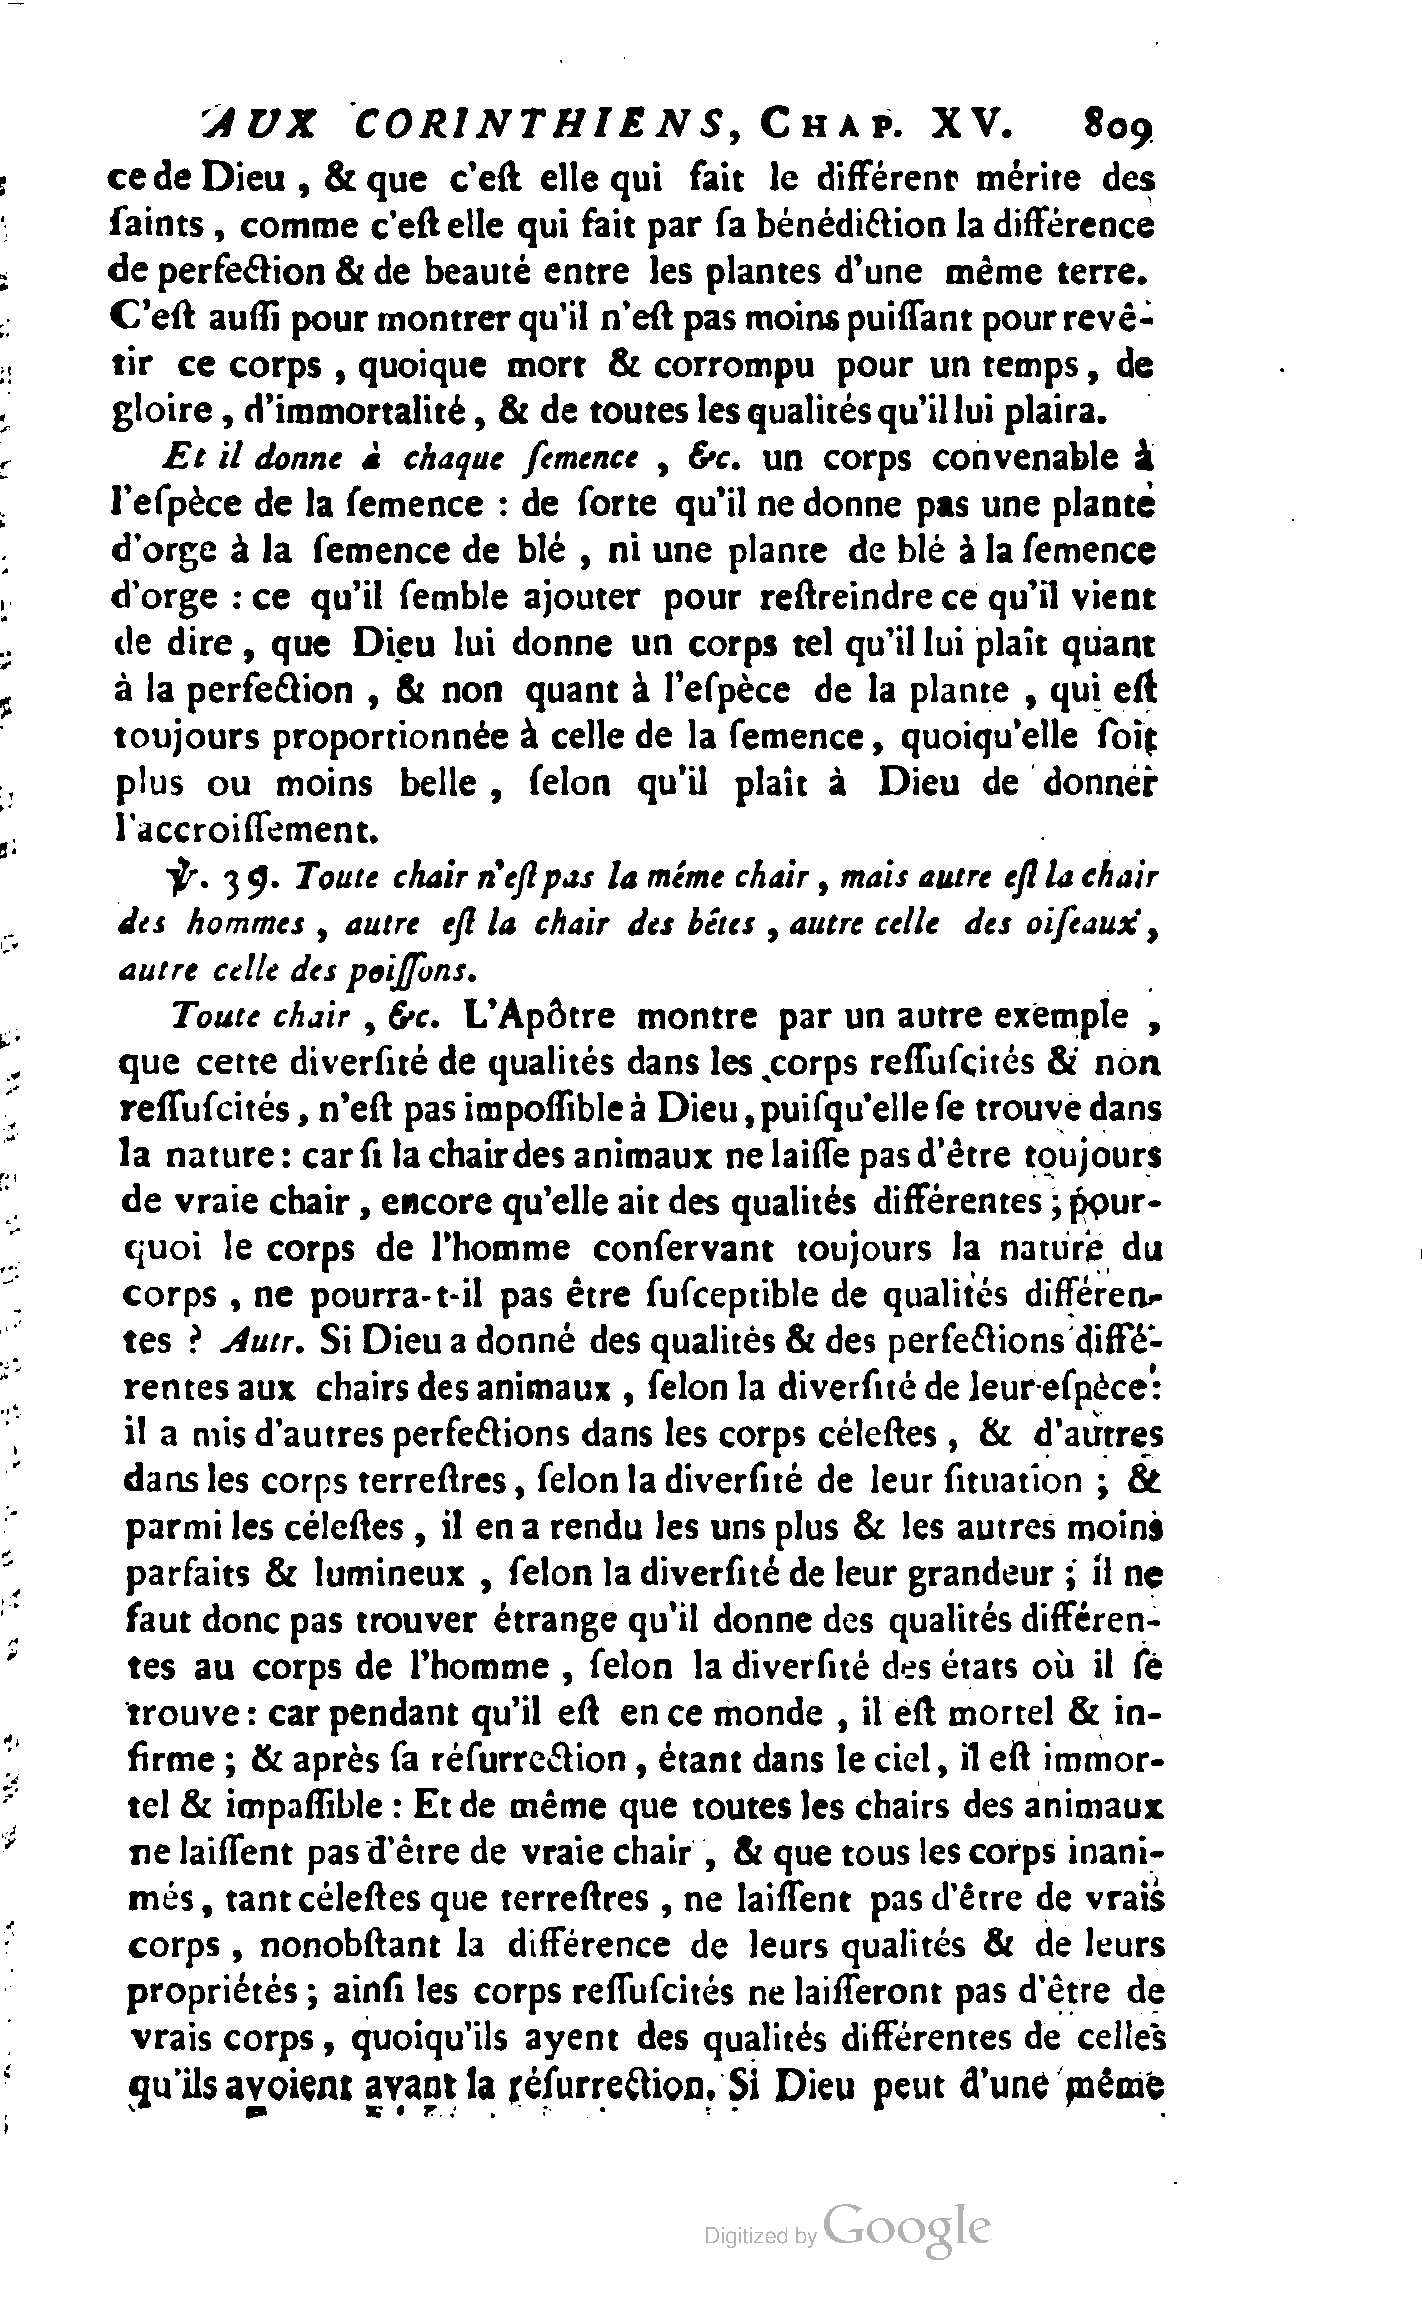 AUX CORINTHIENS, CHAP. XV. 809
ce de Dieu , & que c'eſt elle qui fait le différent mérite des
ſaints , comme c'eſt elle qui fait par ſa bénédiction la différence
de perfection & de beauté entre les plantes d'une même terre.
C'eſt auſſi pour montrer qu'il n'eſt pas moins puiſſant pour revê-
tir ce corps , quoique mort & corrompu pour un temps, de
gloire , d'immortalité , & de toutes les qualités qu'il lui plaira.
Et il donne à chaque ſemence , &c. un corps convenable à
l'eſpèce de la ſemence : de ſorte qu'il ne donne pas une plante
d'orge à la ſemence de blé , ni une plante de blé à la ſemence
d'orge : ce qu'il ſemble ajouter pour reſtreindre ce qu'il vient
de dire , que Dieu lui donne un corps tel qu'il lui plaît quant
à la perfection , & non quant à l'eſpèce de la plante , qui eſt
toujours proportionnée à celle de la ſemence , quoiqu'elle ſoit
plus ou moins belle , ſelon qu'il plaît à Dieu de donner
l'accroiſſement.
℣. 39. Toute chair n'eſt pas la même chair , mais autre eſt la chair
des hommes , autre eſt la chair des bêtes , autre celle des oiſeaux ,
autre celle des poiſſons.
Toute chair , &c. L'Apôtre montre par un autre exemple ,
que cette diverſité de qualités dans les corps reſſuſcités & non
reſſuſcités , n'eſt pas impoſſible à Dieu , puiſqu'elle ſe trouve dans
la nature : car ſi la chair des animaux ne laiſſe pas d'être toujours
de vraie chair , encore qu'elle ait des qualités différentes ; pour-
quoi le corps de l'homme conſervant toujours la nature du
corps , ne pourra-t-il pas être ſuſceptible de qualités différen-
tes ? Autr. Si Dieu a donné des qualités & des perfections diffé-
rentes aux chairs des animaux , ſelon la diverſité de leur eſpèce :
il a mis d'autres perfections dans les corps céleſtes , & d'autres
dans les corps terreſtres , ſelon la diverſité de leur ſituation ; &
parmi les céleſtes , il en a rendu les uns plus & les autres moins
parfaits & lumineux , ſelon la diverſité de leur grandeur ; il ne
faut donc pas trouver étrange qu'il donne des qualités différen-
tes au corps de l'homme , ſelon la diverſité des états où il ſe
trouve : car pendant qu'il eſt en ce monde , il eſt mortel & in-
firme ; & après ſa réſurrection , étant dans le ciel , il eſt immor-
tel & impaſſible : Et de même que toutes les chairs des animaux
ne laiſſent pas d'être de vraie chair , & que tous les corps inani-
més , tant céleſtes que terreſtres , ne laiſſent pas d'être de vrais
corps , nonobſtant la différence de leurs qualités & de leurs
propriétés ; ainſi les corps reſſuſcités ne laiſſeront pas d'être de
vrais corps , quoiqu'ils ayent des qualités différentes de celles
qu'ils avoient avant la réſurrection. Si Dieu peut d'une même
Digitized by Google